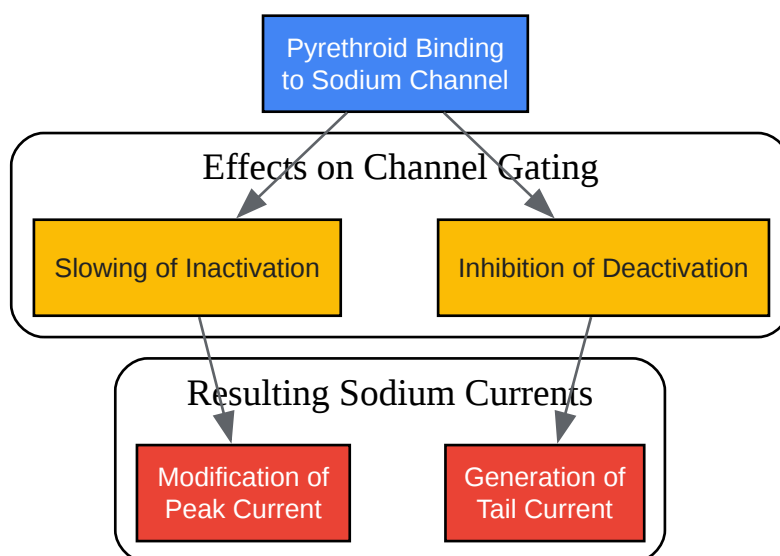 Pyrethroid Binding
to Sodium Channel
Effects on Channel Gating
Slowing of Inactivation
Inhibition of Deactivation
Resulting Sodium Currents
Modification of
Peak Current
Generation of
Tail Current